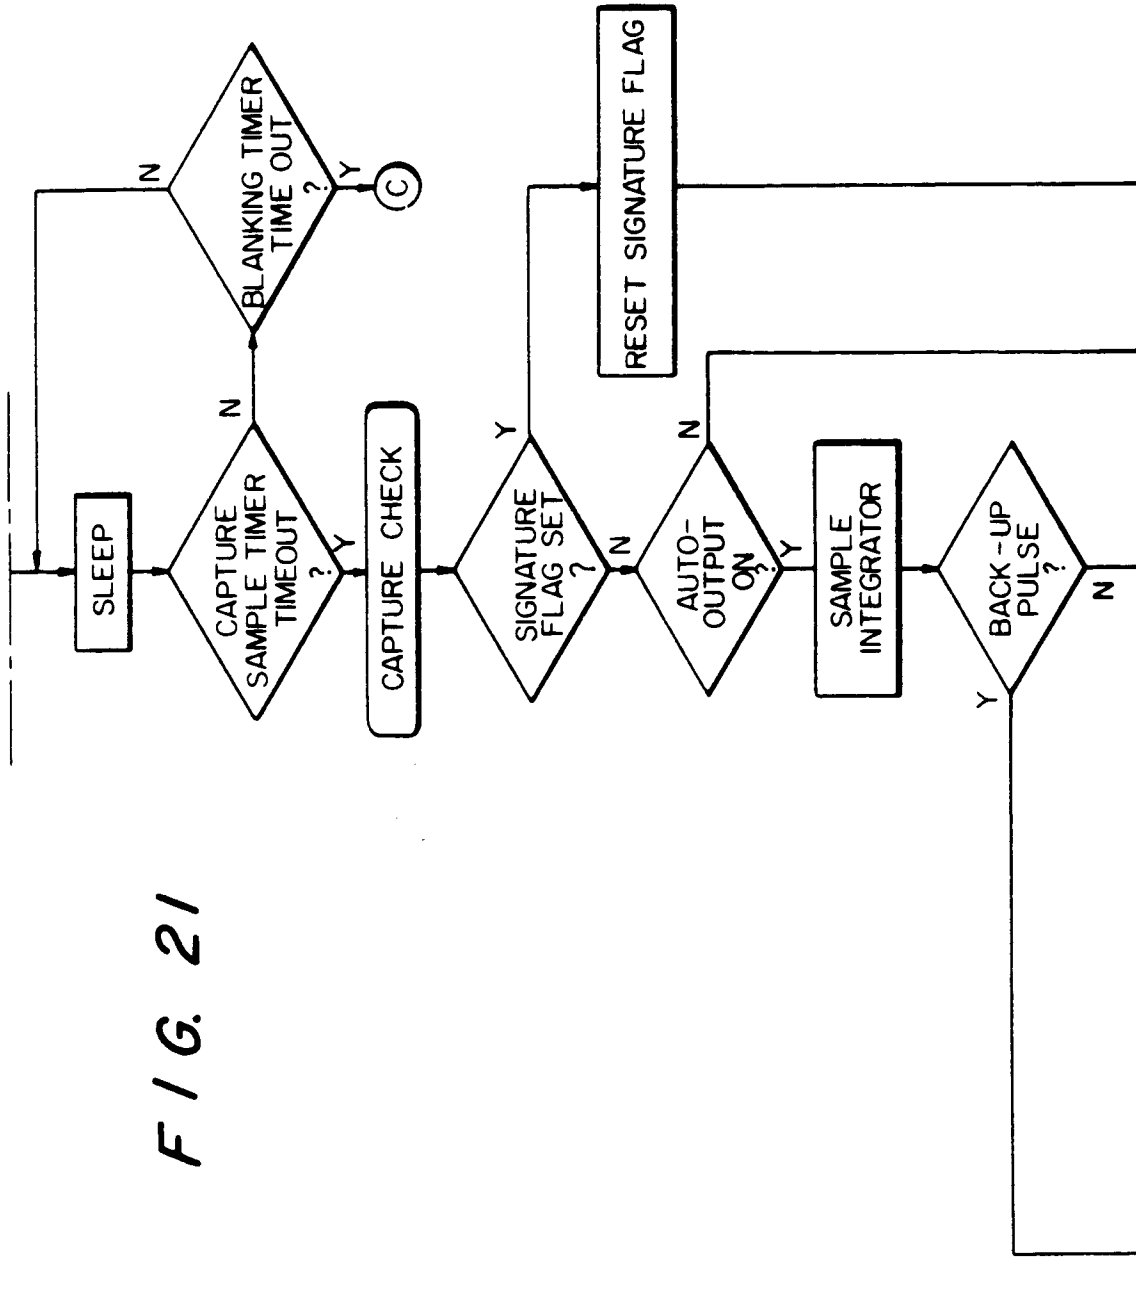 FIG. 21
SLEEP
CAPTURE
SAMPLE TIMER
TIMEOUT
?
N
Y
BLANKING TIMER
TIME OUT
?
N
Y
C
CAPTURE CHECK
SIGNATURE
FLAG SET
?
Y
N
RESET SIGNATURE FLAG
AUTO-
OUTPUT
ON
?
N
Y
SAMPLE
INTEGRATOR
BACK-UP
PULSE
?
Y
N